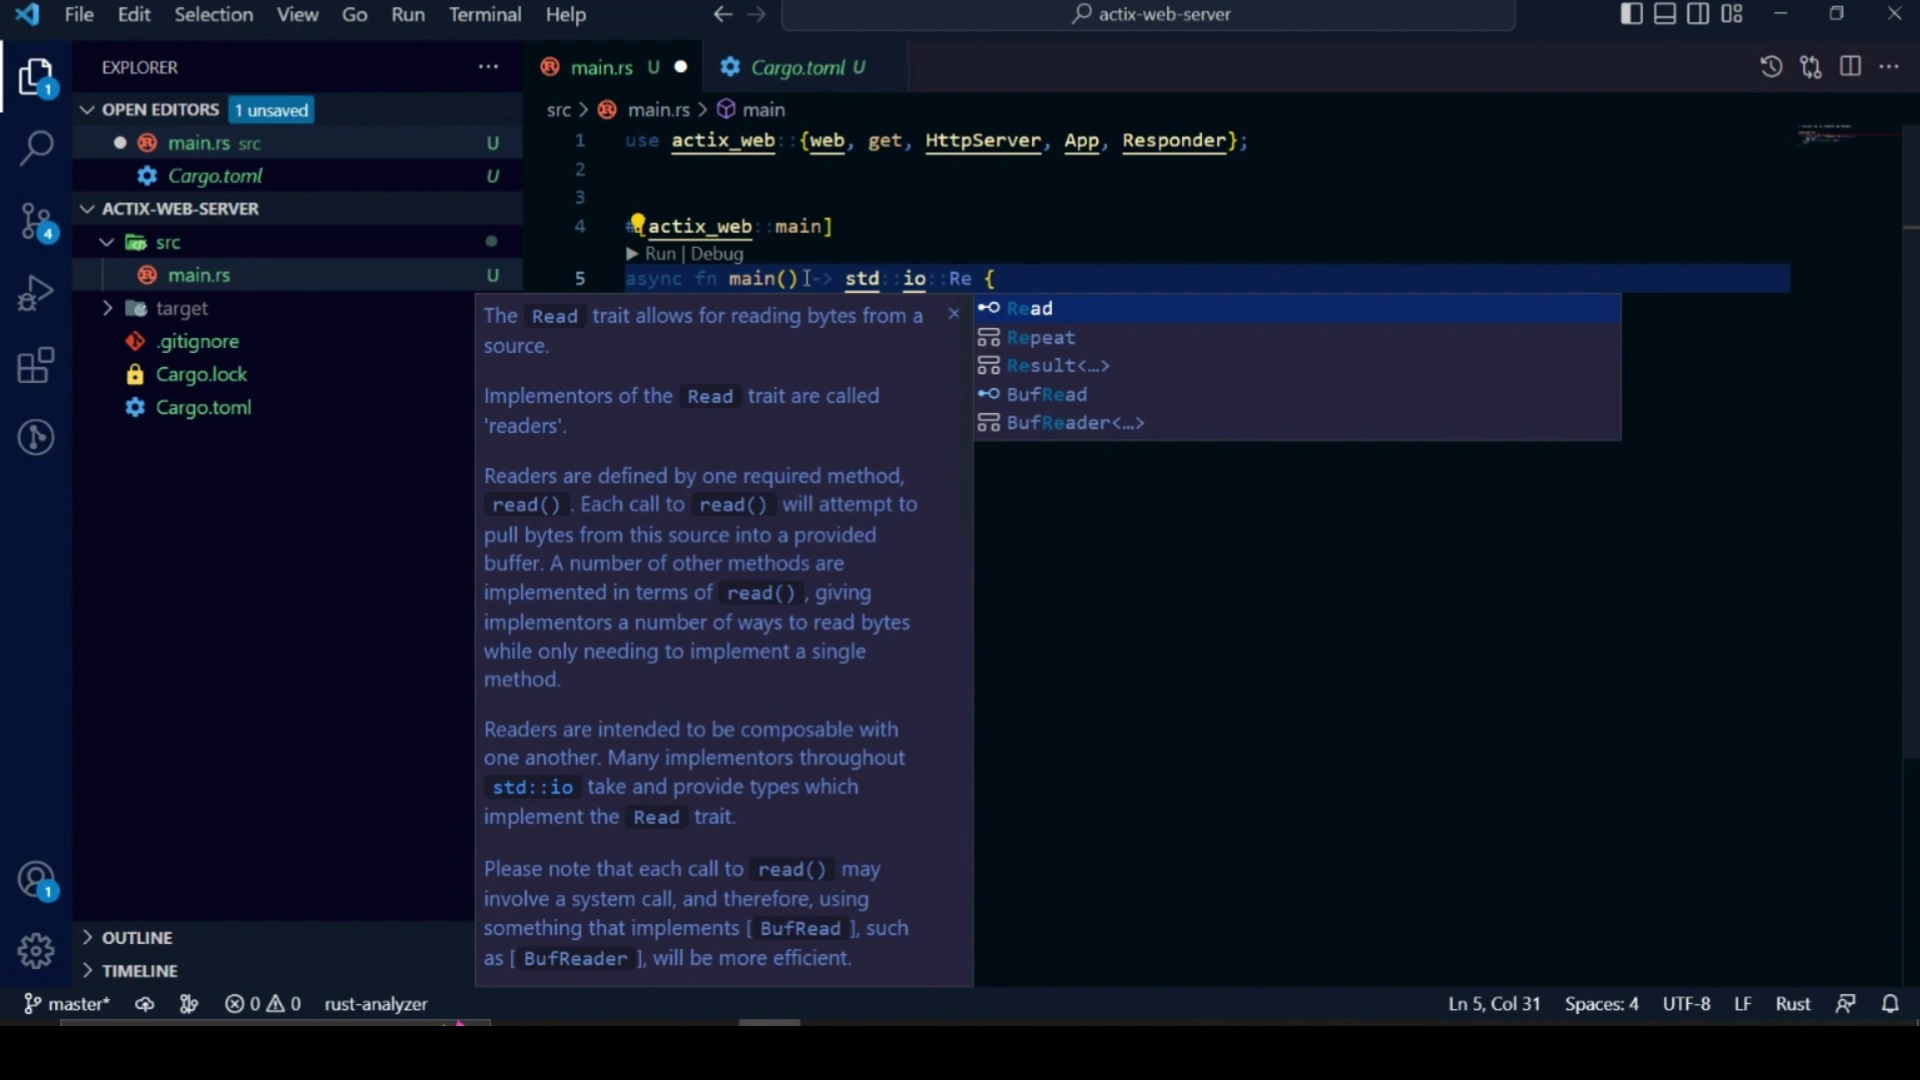 File Edit Selection View Go Run Terminal Help
actix-web-server
EXPLORER
OPEN EDITORS 1 unsaved
main.rs src U
Cargo.toml U
ACTIX-WEB-SERVER
src
main.rs U
target
.gitignore
Cargo.lock
Cargo.toml
OUTLINE
TIMELINE
1
4
1
main.rs U
Cargo.toml U
src > main.rs > main
1 use actix_web::{web, get, HttpServer, App, Responder};
2
3
4 #[actix_web::main]
Run | Debug
5 async fn main() -> std::io::Re {
The Read trait allows for reading bytes from a
source.
Implementors of the Read trait are called
'readers'.
Readers are defined by one required method,
read(). Each call to read() will attempt to
pull bytes from this source into a provided
buffer. A number of other methods are
implemented in terms of read(), giving
implementors a number of ways to read bytes
while only needing to implement a single
method.
Readers are intended to be composable with
one another. Many implementors throughout
std::io take and provide types which
implement the Read trait.
Please note that each call to read() may
involve a system call, and therefore, using
something that implements [BufRead], such
as [BufReader], will be more efficient.
Read
Repeat
Result<…>
BufRead
BufReader<…>
master* 0 0 rust-analyzer Ln 5, Col 31 Spaces: 4 UTF-8 LF Rust